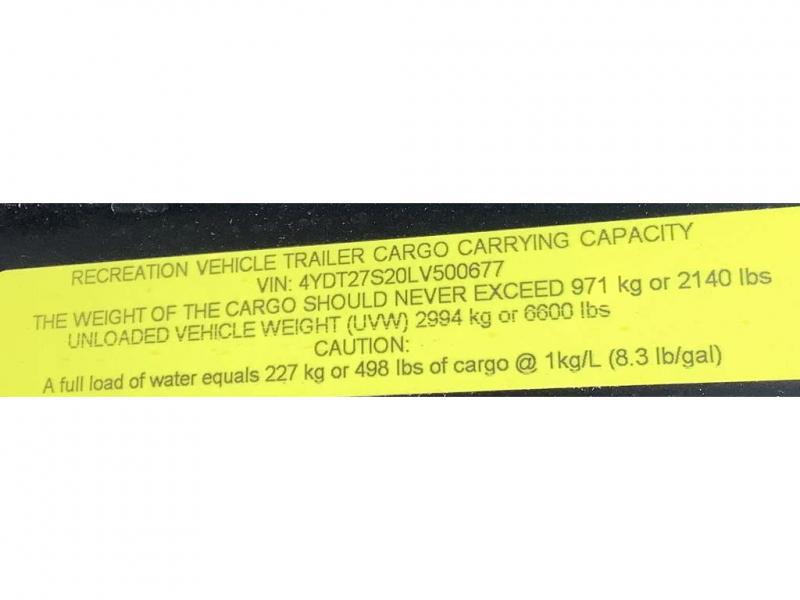 RECREATION VEHICLE TRAILER CARGO CARRYING CAPACITY
VIN: 4YDT27S20LV500677
THE WEIGHT OF THE CARGO SHOULD NEVER EXCEED 971 kg or 2140 lbs
UNLOADED VEHICLE WEIGHT (UVW) 2994 kg or 6600 lbs
CAUTION:
A full load of water equals 227 kg or 498 lbs of cargo @ 1kg/L (8.3 lb/gal)